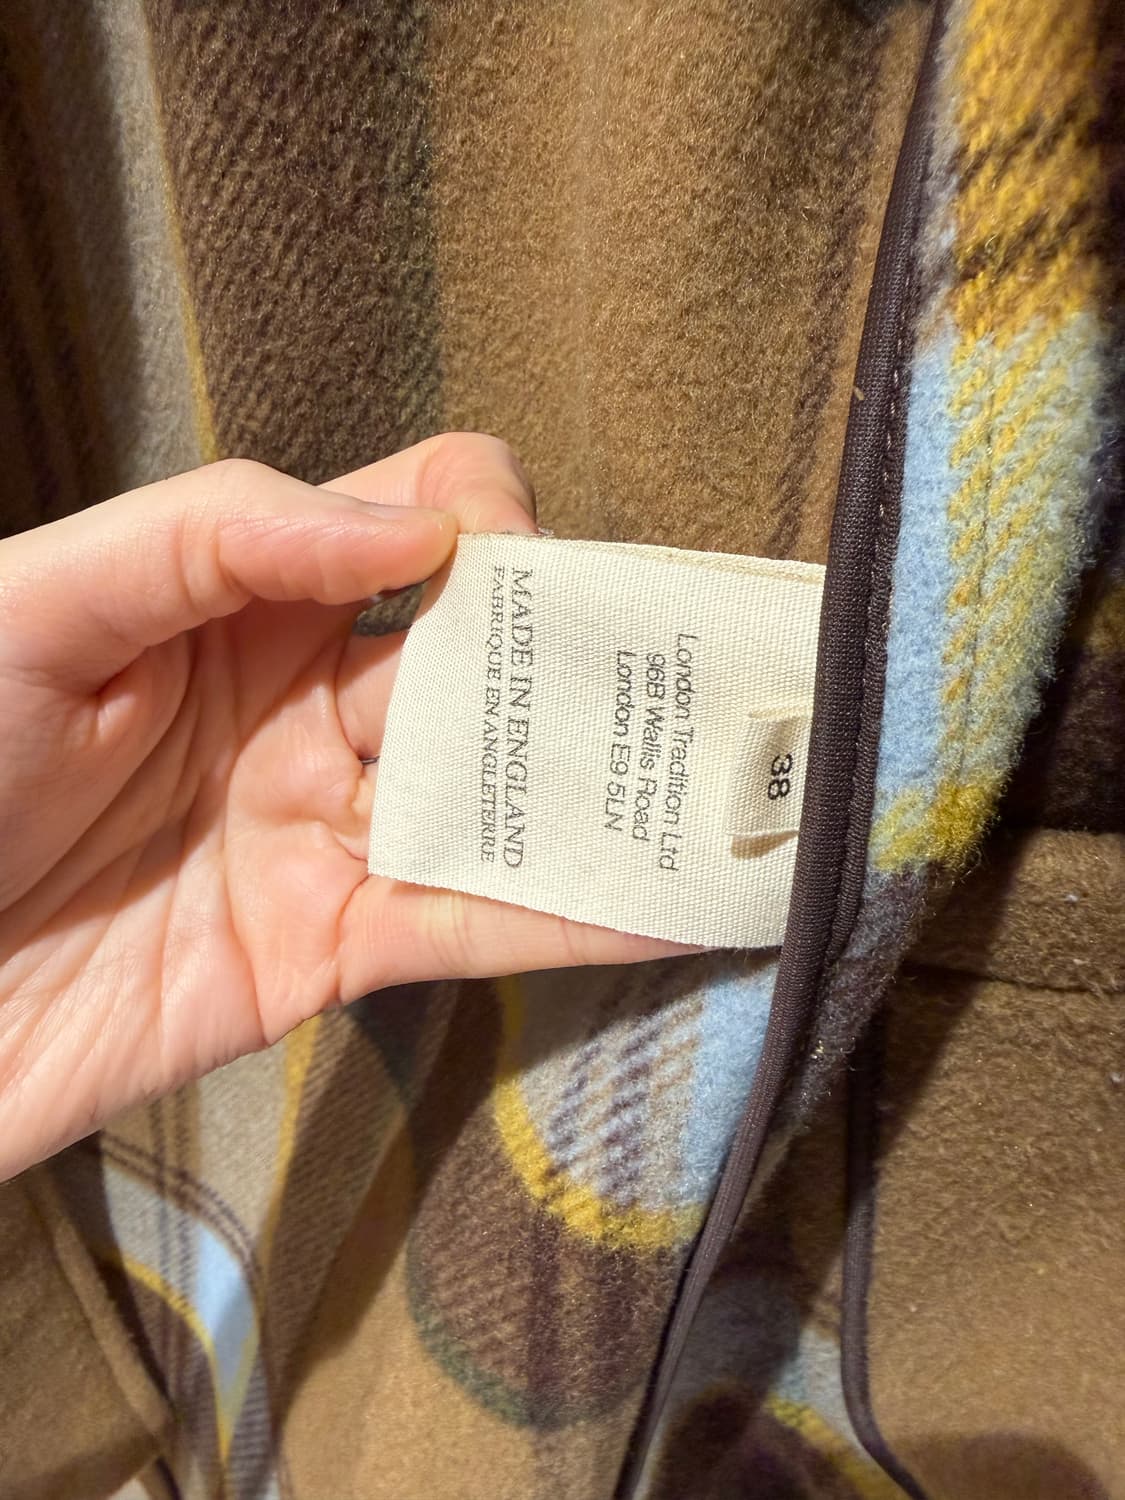 38
London Tradition Ltd
96B Wallis Road
London E9 5LN
MADE IN ENGLAND
FABRIQUE EN ANGLETERRE